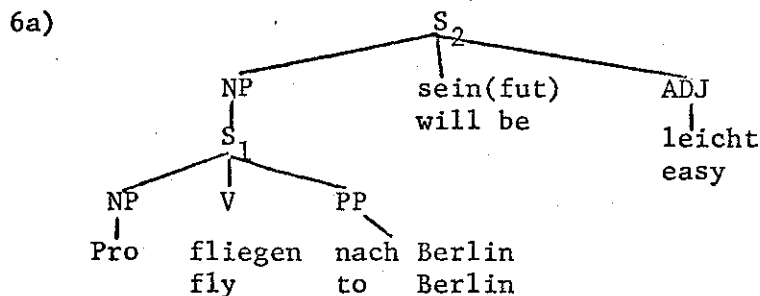 6a) S2
NP sein(fut) ADJ
will be leicht
S1 easy
NP V PP
Pro fliegen nach Berlin
fly to Berlin